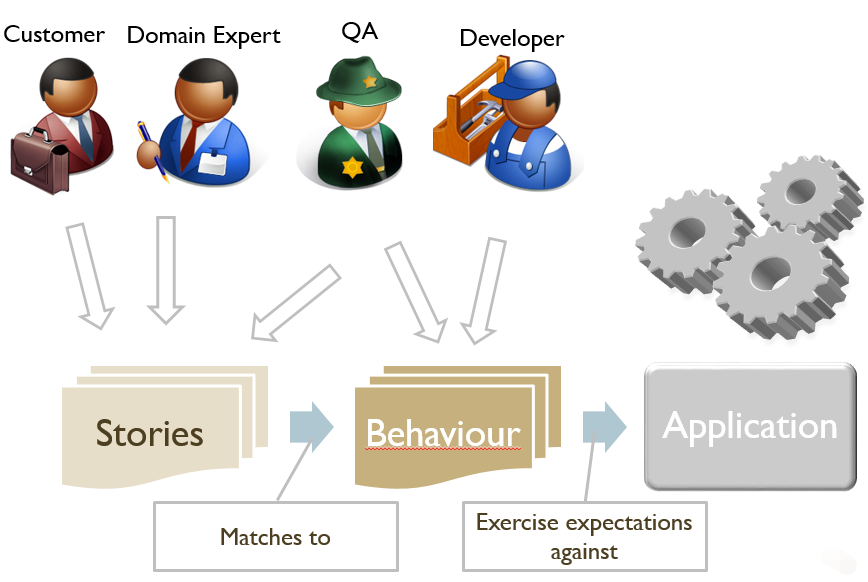 Customer
Domain Expert
QA
Developer
Stories
Behaviour
Application
Matches to
Exercise expectations
against